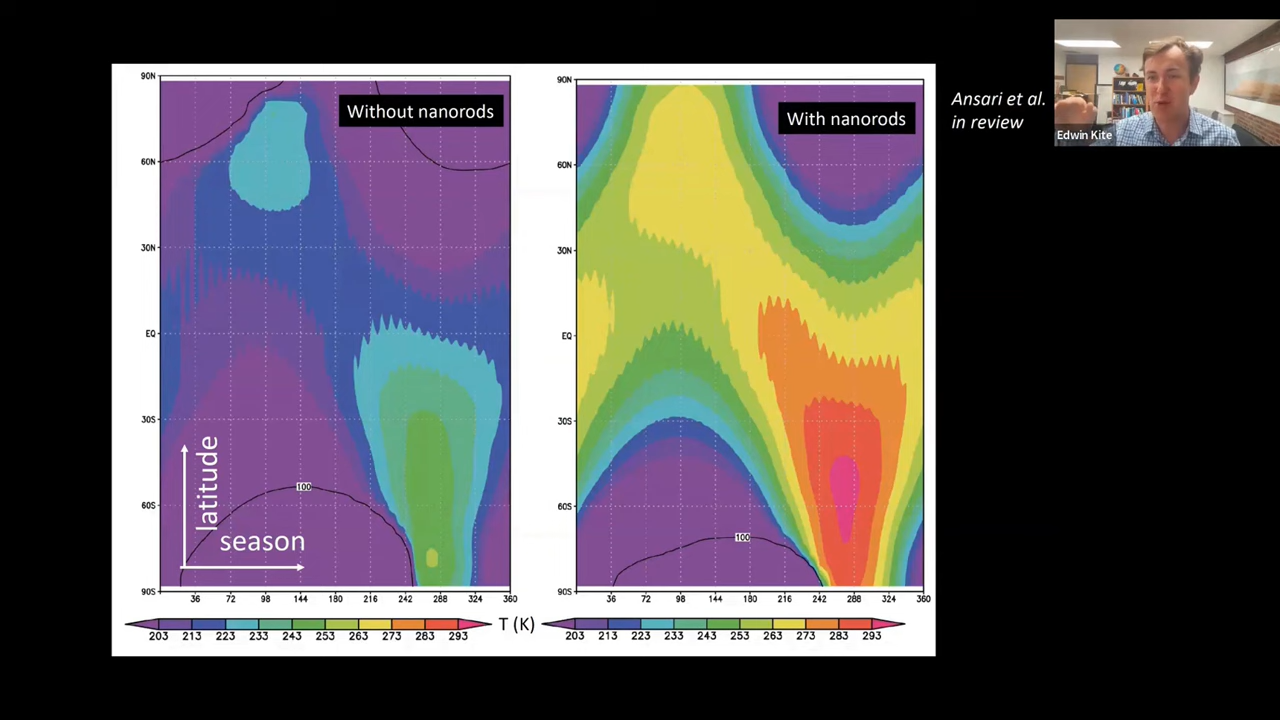 Without nanorods
90N
60N
30N
EQ
30S
60S
90S
100
latitude
season
36 72 98 144 180 216 242 288 324 360
203 213 223 233 243 253 263 273 283 293
T (K)
With nanorods
90N
60N
30N
EQ
30S
60S
90S
100
36 72 98 144 180 216 242 288 324 360
203 213 223 233 243 253 263 273 283 293
Ansari et al.
in review
Edwin Kite